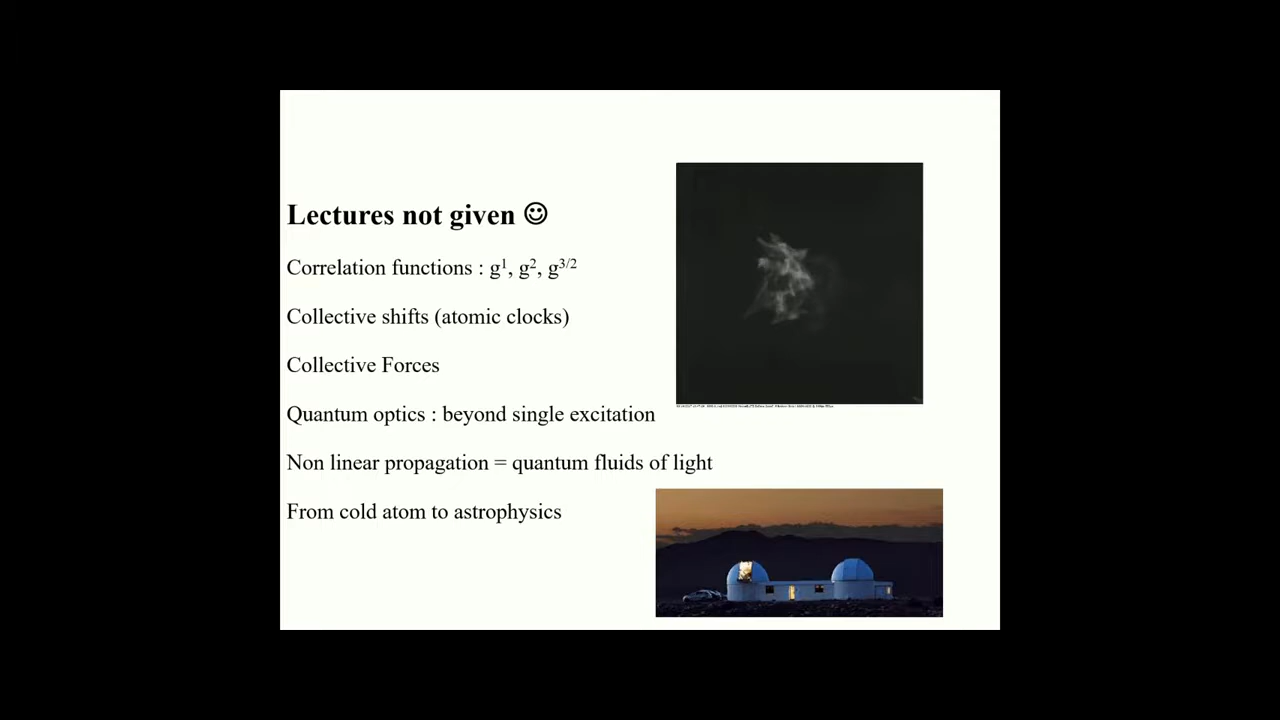 Lectures not given ☺
Correlation functions : g¹, g², g³/²
Collective shifts (atomic clocks)
Collective Forces
Quantum optics : beyond single excitation
Non linear propagation = quantum fluids of light
From cold atom to astrophysics